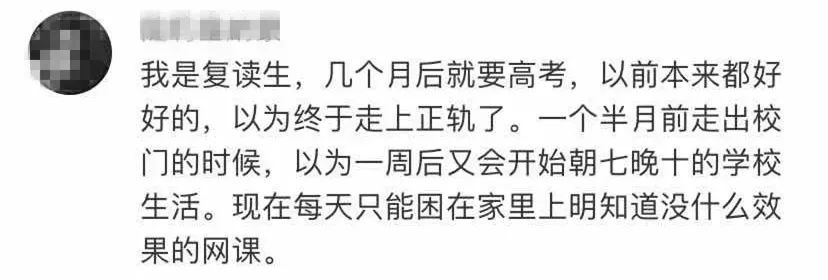 我是复读生，几个月后就要高考，以前本来都好
好的，以为终于走上正轨了。一个半月前走出校
门的时候，以为一周后又会开始朝七晚十的学校
生活。现在每天只能困在家里上明知道没什么效
果的网课。